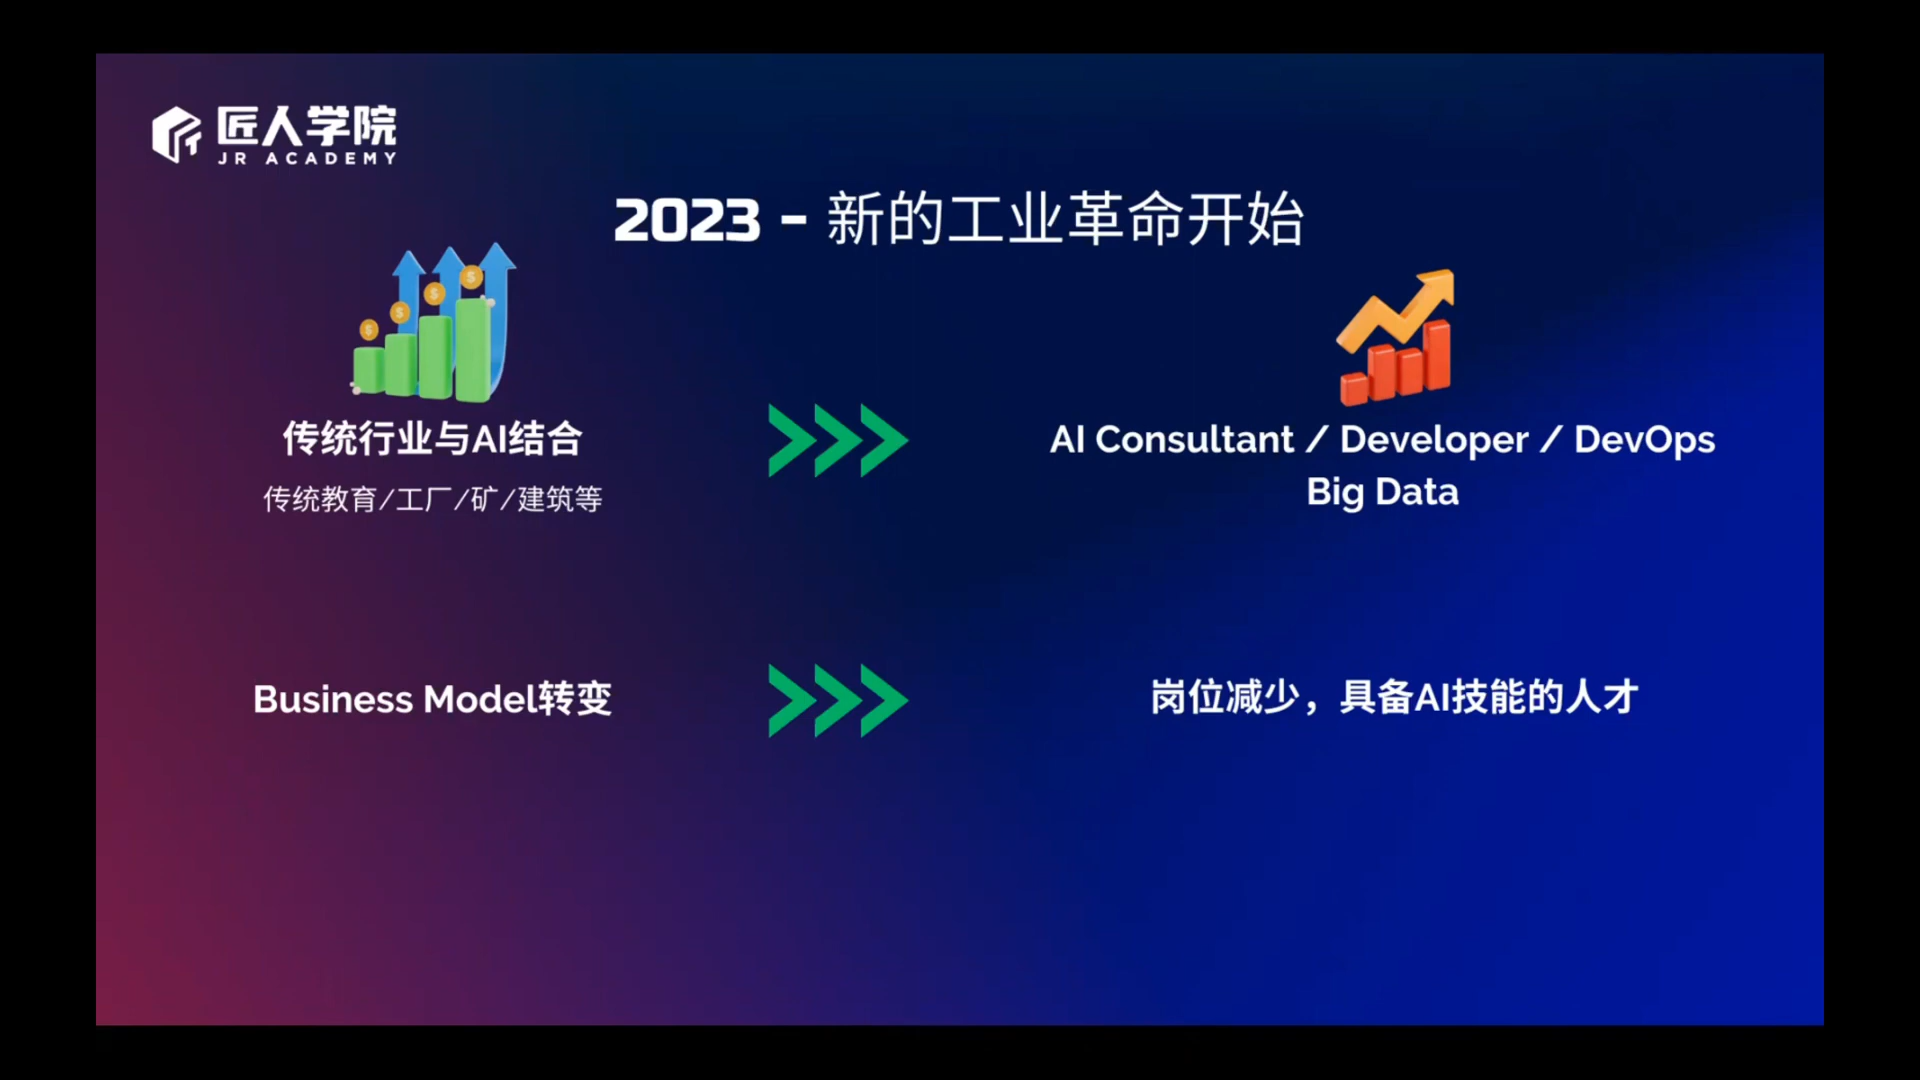 匠人学院
JR ACADEMY
2023 - 新的工业革命开始
传统行业与AI结合
传统教育/工厂/矿/建筑等
AI Consultant / Developer / DevOps
Big Data
Business Model转变
岗位减少，具备AI技能的人才